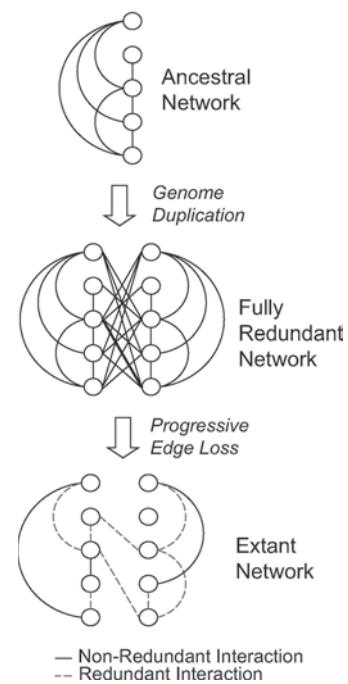 Ancestral
Network
Genome
Duplication
Fully
Redundant
Network
Progressive
Edge Loss
Extant
Network
— Non-Redundant Interaction
-- Redundant Interaction